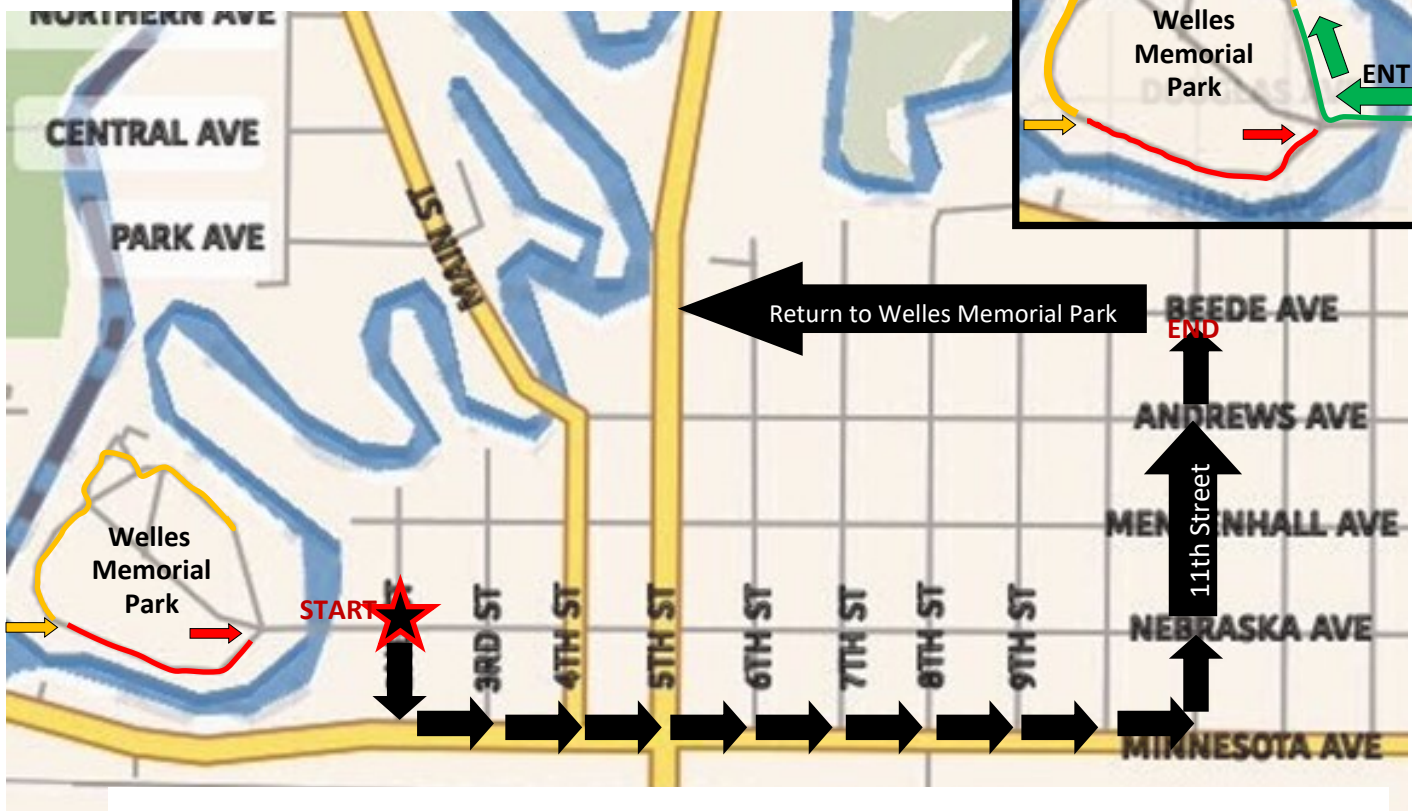 NORTHERN AVE
CENTRAL AVE
PARK AVE
MAIN ST
Welles
Memorial
Park
ENT
Return to Welles Memorial Park
BEEDE AVE
END
ANDREWS AVE
11th Street
NEBRASKA AVE
MINNESOTA AVE
Welles
Memorial
Park
START
3RD ST
4TH ST
5TH ST
6TH ST
7TH ST
8TH ST
9TH ST